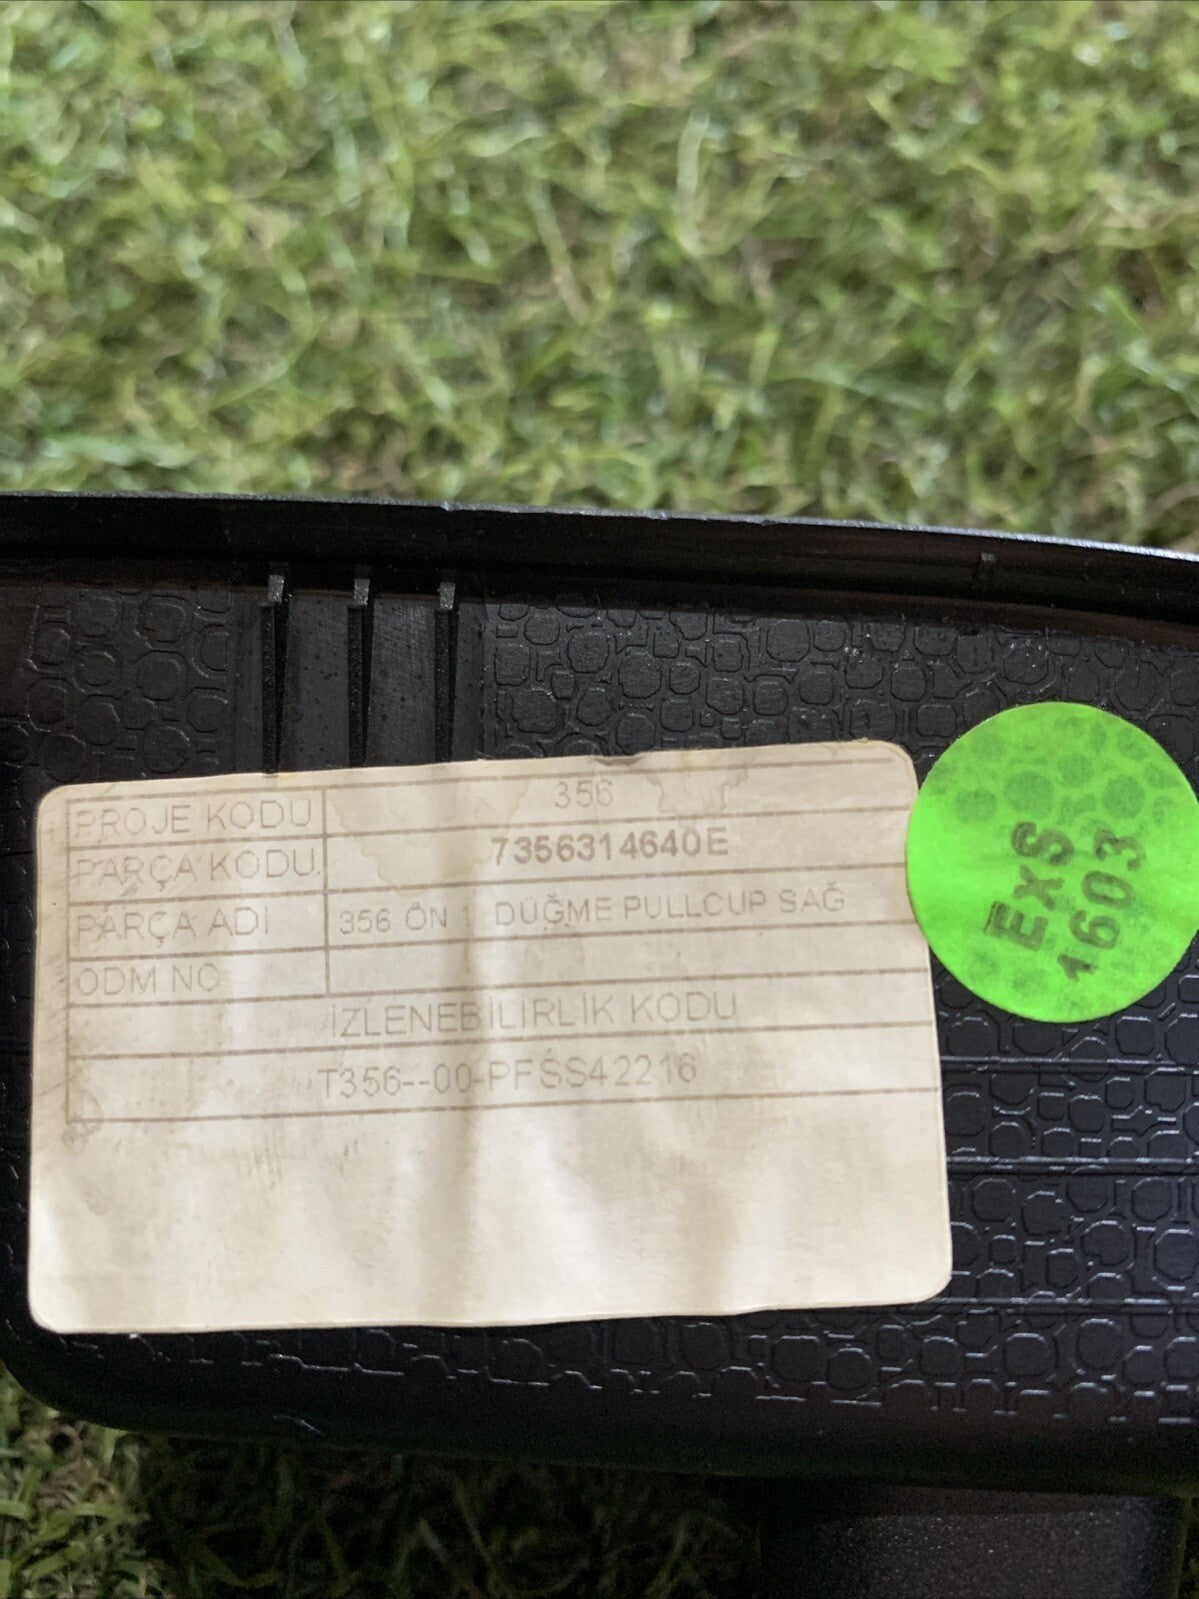 PROJE KODU 356
PARÇA KODU 7356314640E
PARÇA ADI 356 ÖN 1 DÜĞME PULLCUP SAĞ
ODM NO
İZLENEBİLİRLİK KODU
T356--00-PFSS42216
EXS
1603